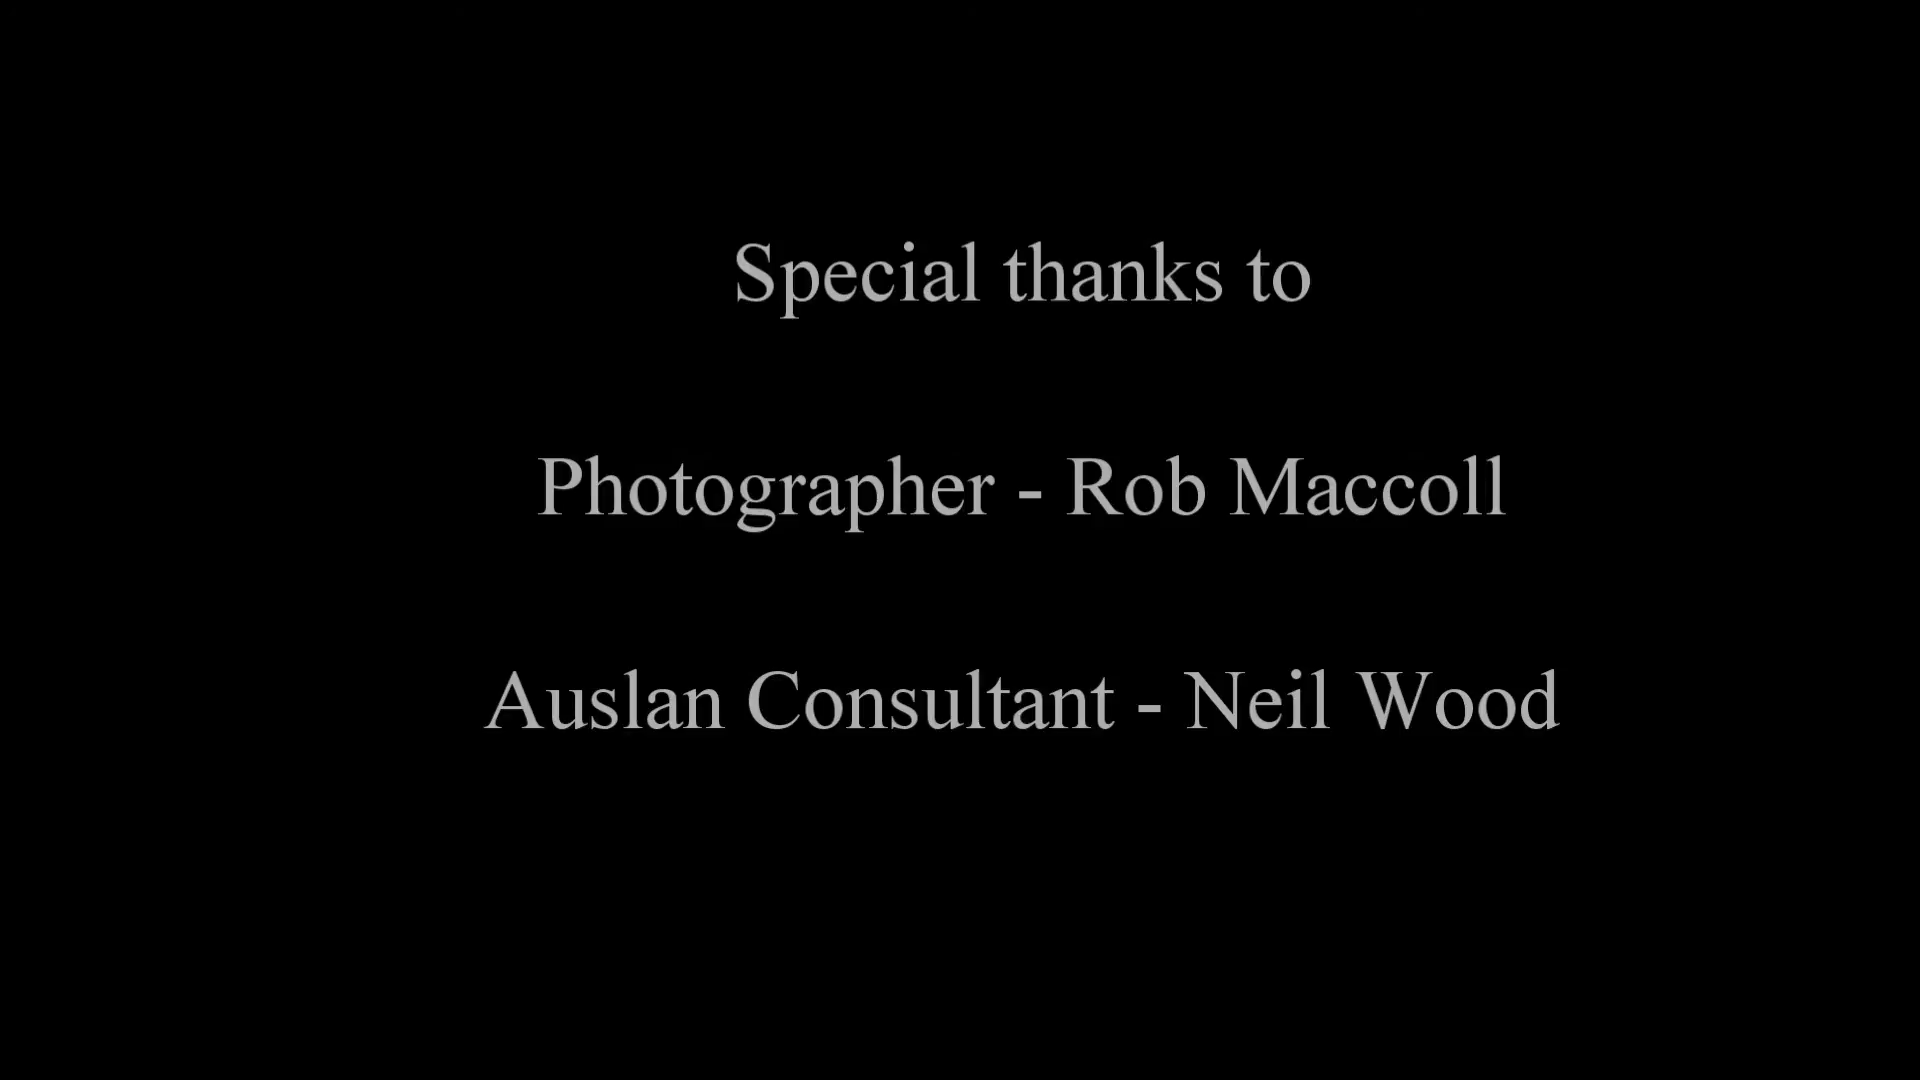 Special thanks to
Photographer - Rob Maccoll
Auslan Consultant - Neil Wood